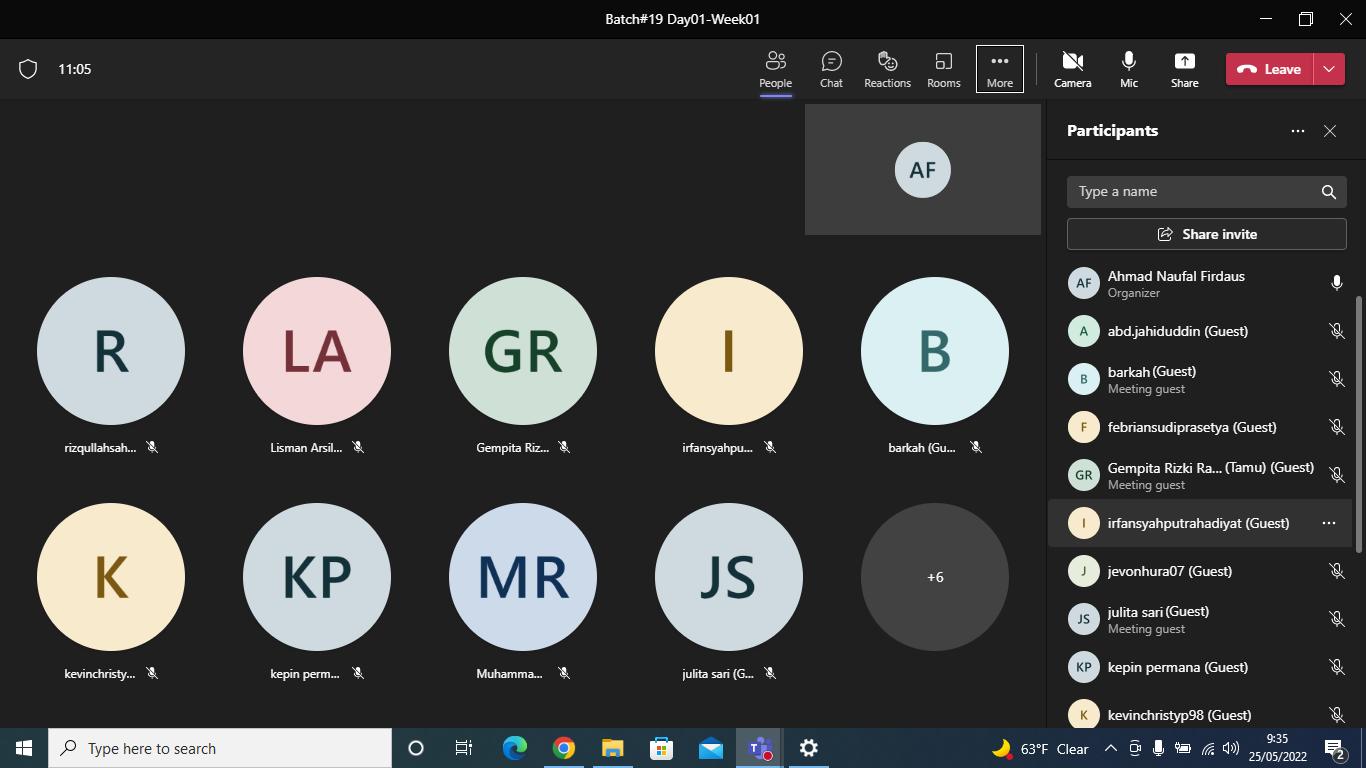 Batch#19 Day01-Week01
11:05
People
Chat
Reactions
Rooms
More
Camera
Mic
Share
Leave
AF
R
rizqullahsah...
LA
Lisman Arsil...
GR
Gempita Riz...
I
irfansyahpu...
B
barkah (Gu...
K
kevinchristy...
KP
kepin perm...
MR
Muhamma...
JS
julita sari (G...
+6
Participants
Type a name
Share invite
AF
Ahmad Naufal Firdaus
Organizer
A
abd.jahiduddin (Guest)
B
barkah (Guest)
Meeting guest
F
febriansudiprasetya (Guest)
GR
Gempita Rizki Ra... (Tamu) (Guest)
Meeting guest
I
irfansyahputrahadiyat (Guest)
J
jevonhura07 (Guest)
JS
julita sari (Guest)
Meeting guest
KP
kepin permana (Guest)
K
kevinchristyp98 (Guest)
Type here to search
63°F Clear
9:35
25/05/2022
2